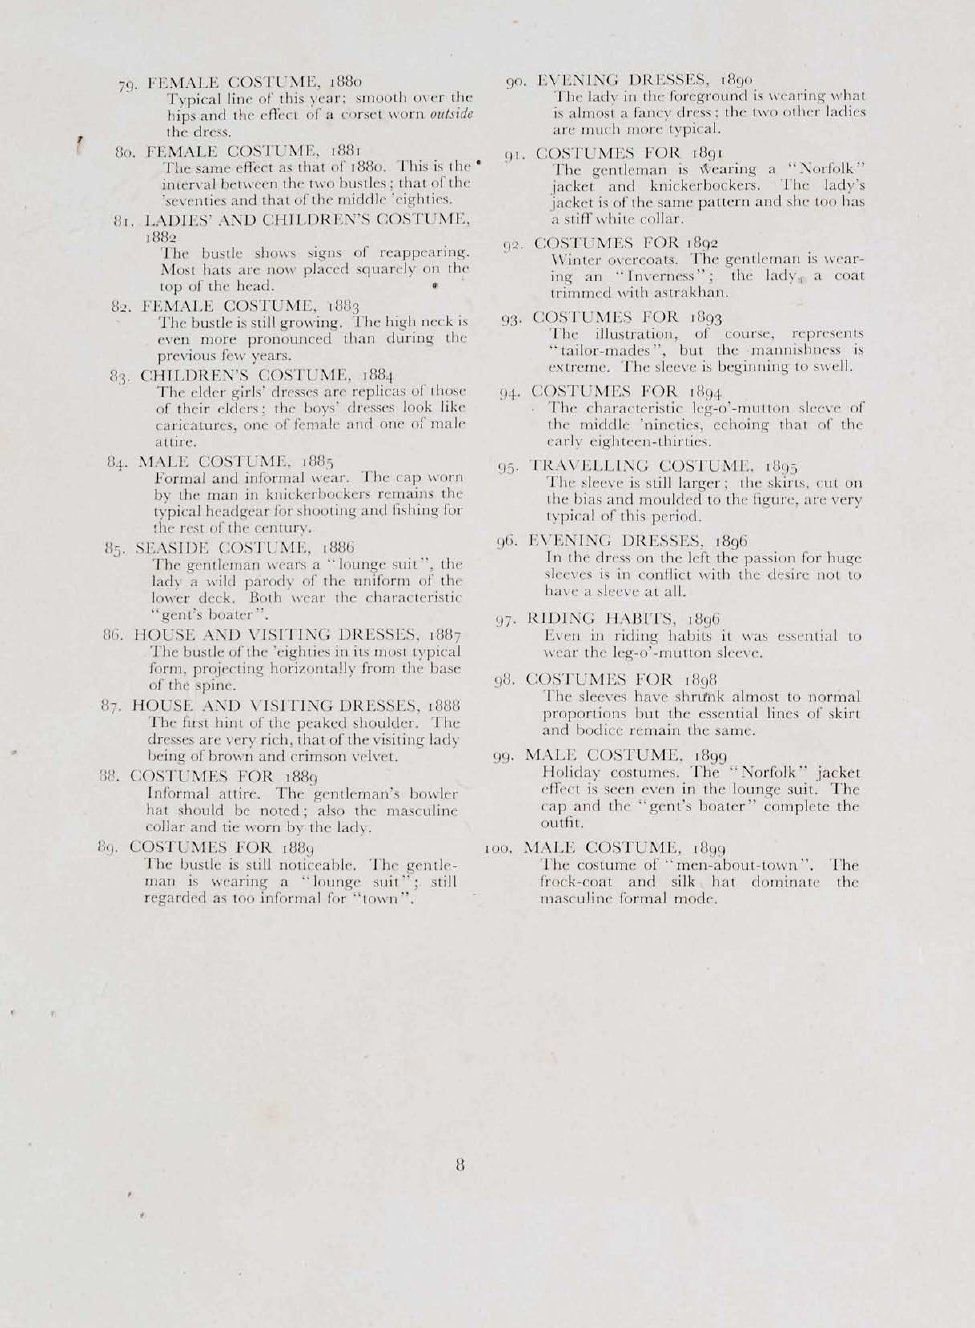 79. FEMALE COSTUME, 1880
Typical line of this year; smooth over the
hips and the effect of a corset worn outside
the dress.
80. FEMALE COSTUME, 1881
The same effect as that of 1880. This is the
interval between the two bustles; that of the
'seventies and that of the middle 'eighties.
81. LADIES' AND CHILDREN'S COSTUME,
1882
The bustle shows signs of reappearing.
Most hats are now placed squarely on the
top of the head.
82. FEMALE COSTUME, 1883
The bustle is still growing. The high neck is
even more pronounced than during the
previous few years.
83. CHILDREN'S COSTUME, 1884
The elder girls' dresses are replicas of those
of their elders; the boys' dresses look like
caricatures, one of female and one of male
attire.
84. MALE COSTUME, 1885
Formal and informal wear. The cap worn
by the man in knickerbockers remains the
typical headgear for shooting and fishing for
the rest of the century.
85. SEASIDE COSTUME, 1886
The gentleman wears a "lounge suit", the
lady a wild parody of the uniform of the
lower deck. Both wear the characteristic
"gent's boater".
86. HOUSE AND VISITING DRESSES, 1887
The bustle of the 'eighties in its most typical
form, projecting horizontally from the base
of the spine.
87. HOUSE AND VISITING DRESSES, 1888
The first hint of the peaked shoulder. The
dresses are very rich, that of the visiting lady
being of brown and crimson velvet.
88. COSTUMES FOR 1889
Informal attire. The gentleman's bowler
hat should be noted; also the masculine
collar and tie worn by the lady.
89. COSTUMES FOR 1889
The bustle is still noticeable. The gentle-
man is wearing a "lounge suit"; still
regarded as too informal for "town".
90. EVENING DRESSES, 1890
The lady in the foreground is wearing what
is almost a fancy dress; the two other ladies
are much more typical.
91. COSTUMES FOR 1891
The gentleman is wearing a "Norfolk"
jacket and knickerbockers. The lady's
jacket is of the same pattern and she too has
a stiff white collar.
92. COSTUMES FOR 1892
Winter overcoats. The gentleman is wear-
ing an "Inverness"; the lady, a coat
trimmed with astrakhan.
93. COSTUMES FOR 1893
The illustration, of course, represents
"tailor-mades", but the mannishness is
extreme. The sleeve is beginning to swell.
94. COSTUMES FOR 1894
The characteristic leg-o'-mutton sleeve of
the middle 'nineties, echoing that of the
early eighteen-thirties.
95. TRAVELLING COSTUME, 1895
The sleeve is still larger; the skirts, cut on
the bias and moulded to the figure, are very
typical of this period.
96. EVENING DRESSES, 1896
In the dress on the left the passion for huge
sleeves is in conflict with the desire not to
have a sleeve at all.
97. RIDING HABITS, 1896
Even in riding habits it was essential to
wear the leg-o'-mutton sleeve.
98. COSTUMES FOR 1898
The sleeves have shrunk almost to normal
proportions but the essential lines of skirt
and bodice remain the same.
99. MALE COSTUME, 1899
Holiday costumes. The "Norfolk" jacket
effect is seen even in the lounge suit. The
cap and the "gent's boater" complete the
outfit.
100. MALE COSTUME, 1899
The costume of "men-about-town". The
frock-coat and silk hat dominate the
masculine formal mode.
8